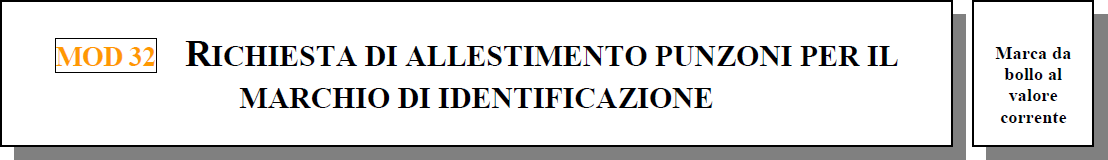 MOD 32 RICHIESTA DI ALLESTIMENTO PUNZONI PER IL
MARCHIO DI IDENTIFICAZIONE
Marca da
bollo al
valore
corrente